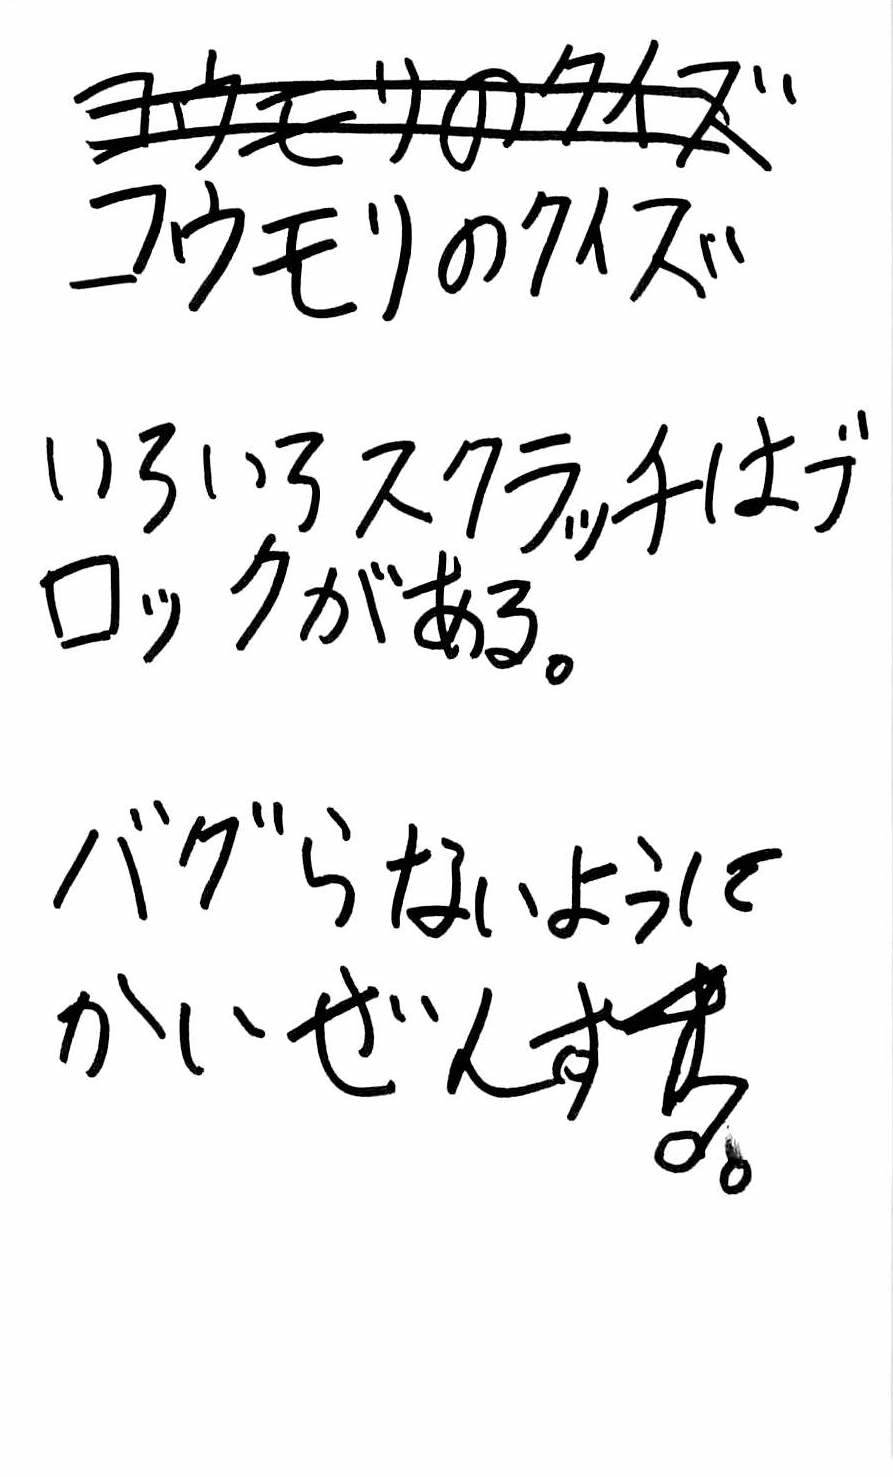 コウモリのクイズ
コウモリのクイズ
いろいろスクラッチはブ
ロックがある。
バグらないように
かいぜんする。